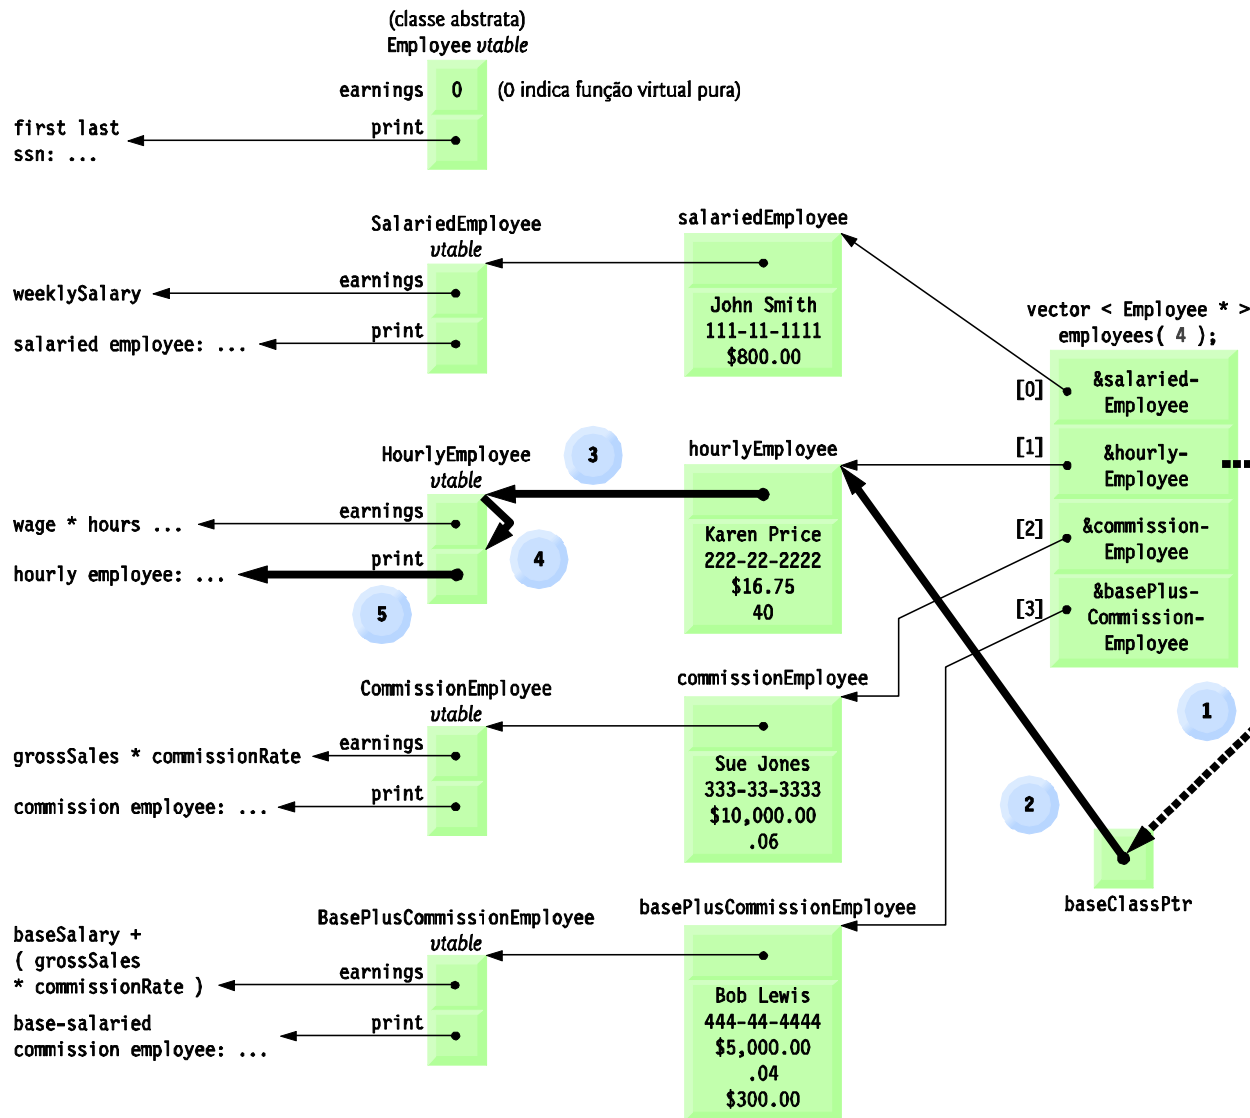 (classe abstrata)
Employee vtable
earnings
0
(0 indica função virtual pura)
print
first last
ssn: ...
SalariedEmployee
vtable
earnings
weeklySalary
print
salaried employee: ...
salariedEmployee
John Smith
111-11-1111
$800.00
vector < Employee * >
employees( 4 );
[0]
&salaried-
Employee
[1]
&hourly-
Employee
[2]
&commission-
Employee
[3]
&basePlus-
Commission-
Employee
HourlyEmployee
vtable
3
earnings
wage * hours ...
print
4
hourly employee: ...
5
hourlyEmployee
Karen Price
222-22-2222
$16.75
40
CommissionEmployee
vtable
earnings
grossSales * commissionRate
print
commission employee: ...
commissionEmployee
Sue Jones
333-33-3333
$10,000.00
.06
1
2
baseClassPtr
BasePlusCommissionEmployee
vtable
baseSalary +
( grossSales
* commissionRate )
earnings
base-salaried
commission employee: ...
print
basePlusCommissionEmployee
Bob Lewis
444-44-4444
$5,000.00
.04
$300.00